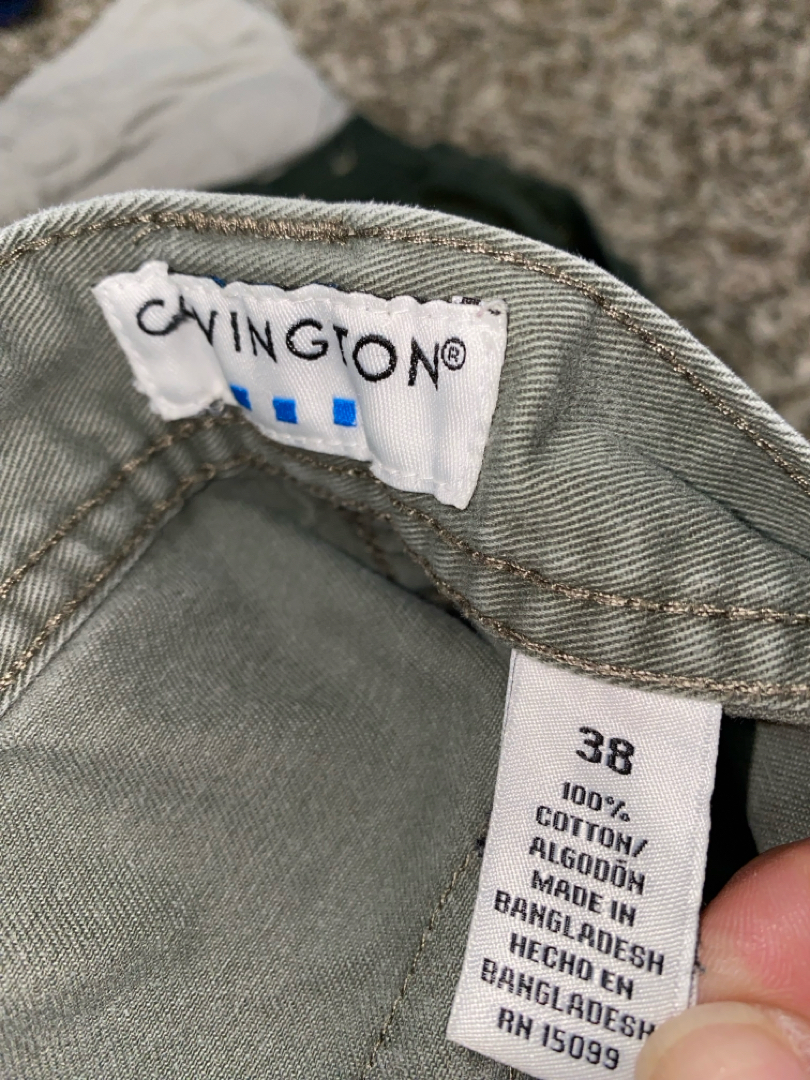 COVINGTON®
38
100%
COTTON/
ALGODÓN
MADE IN
BANGLADESH
HECHO EN
BANGLADESH
RN 15099